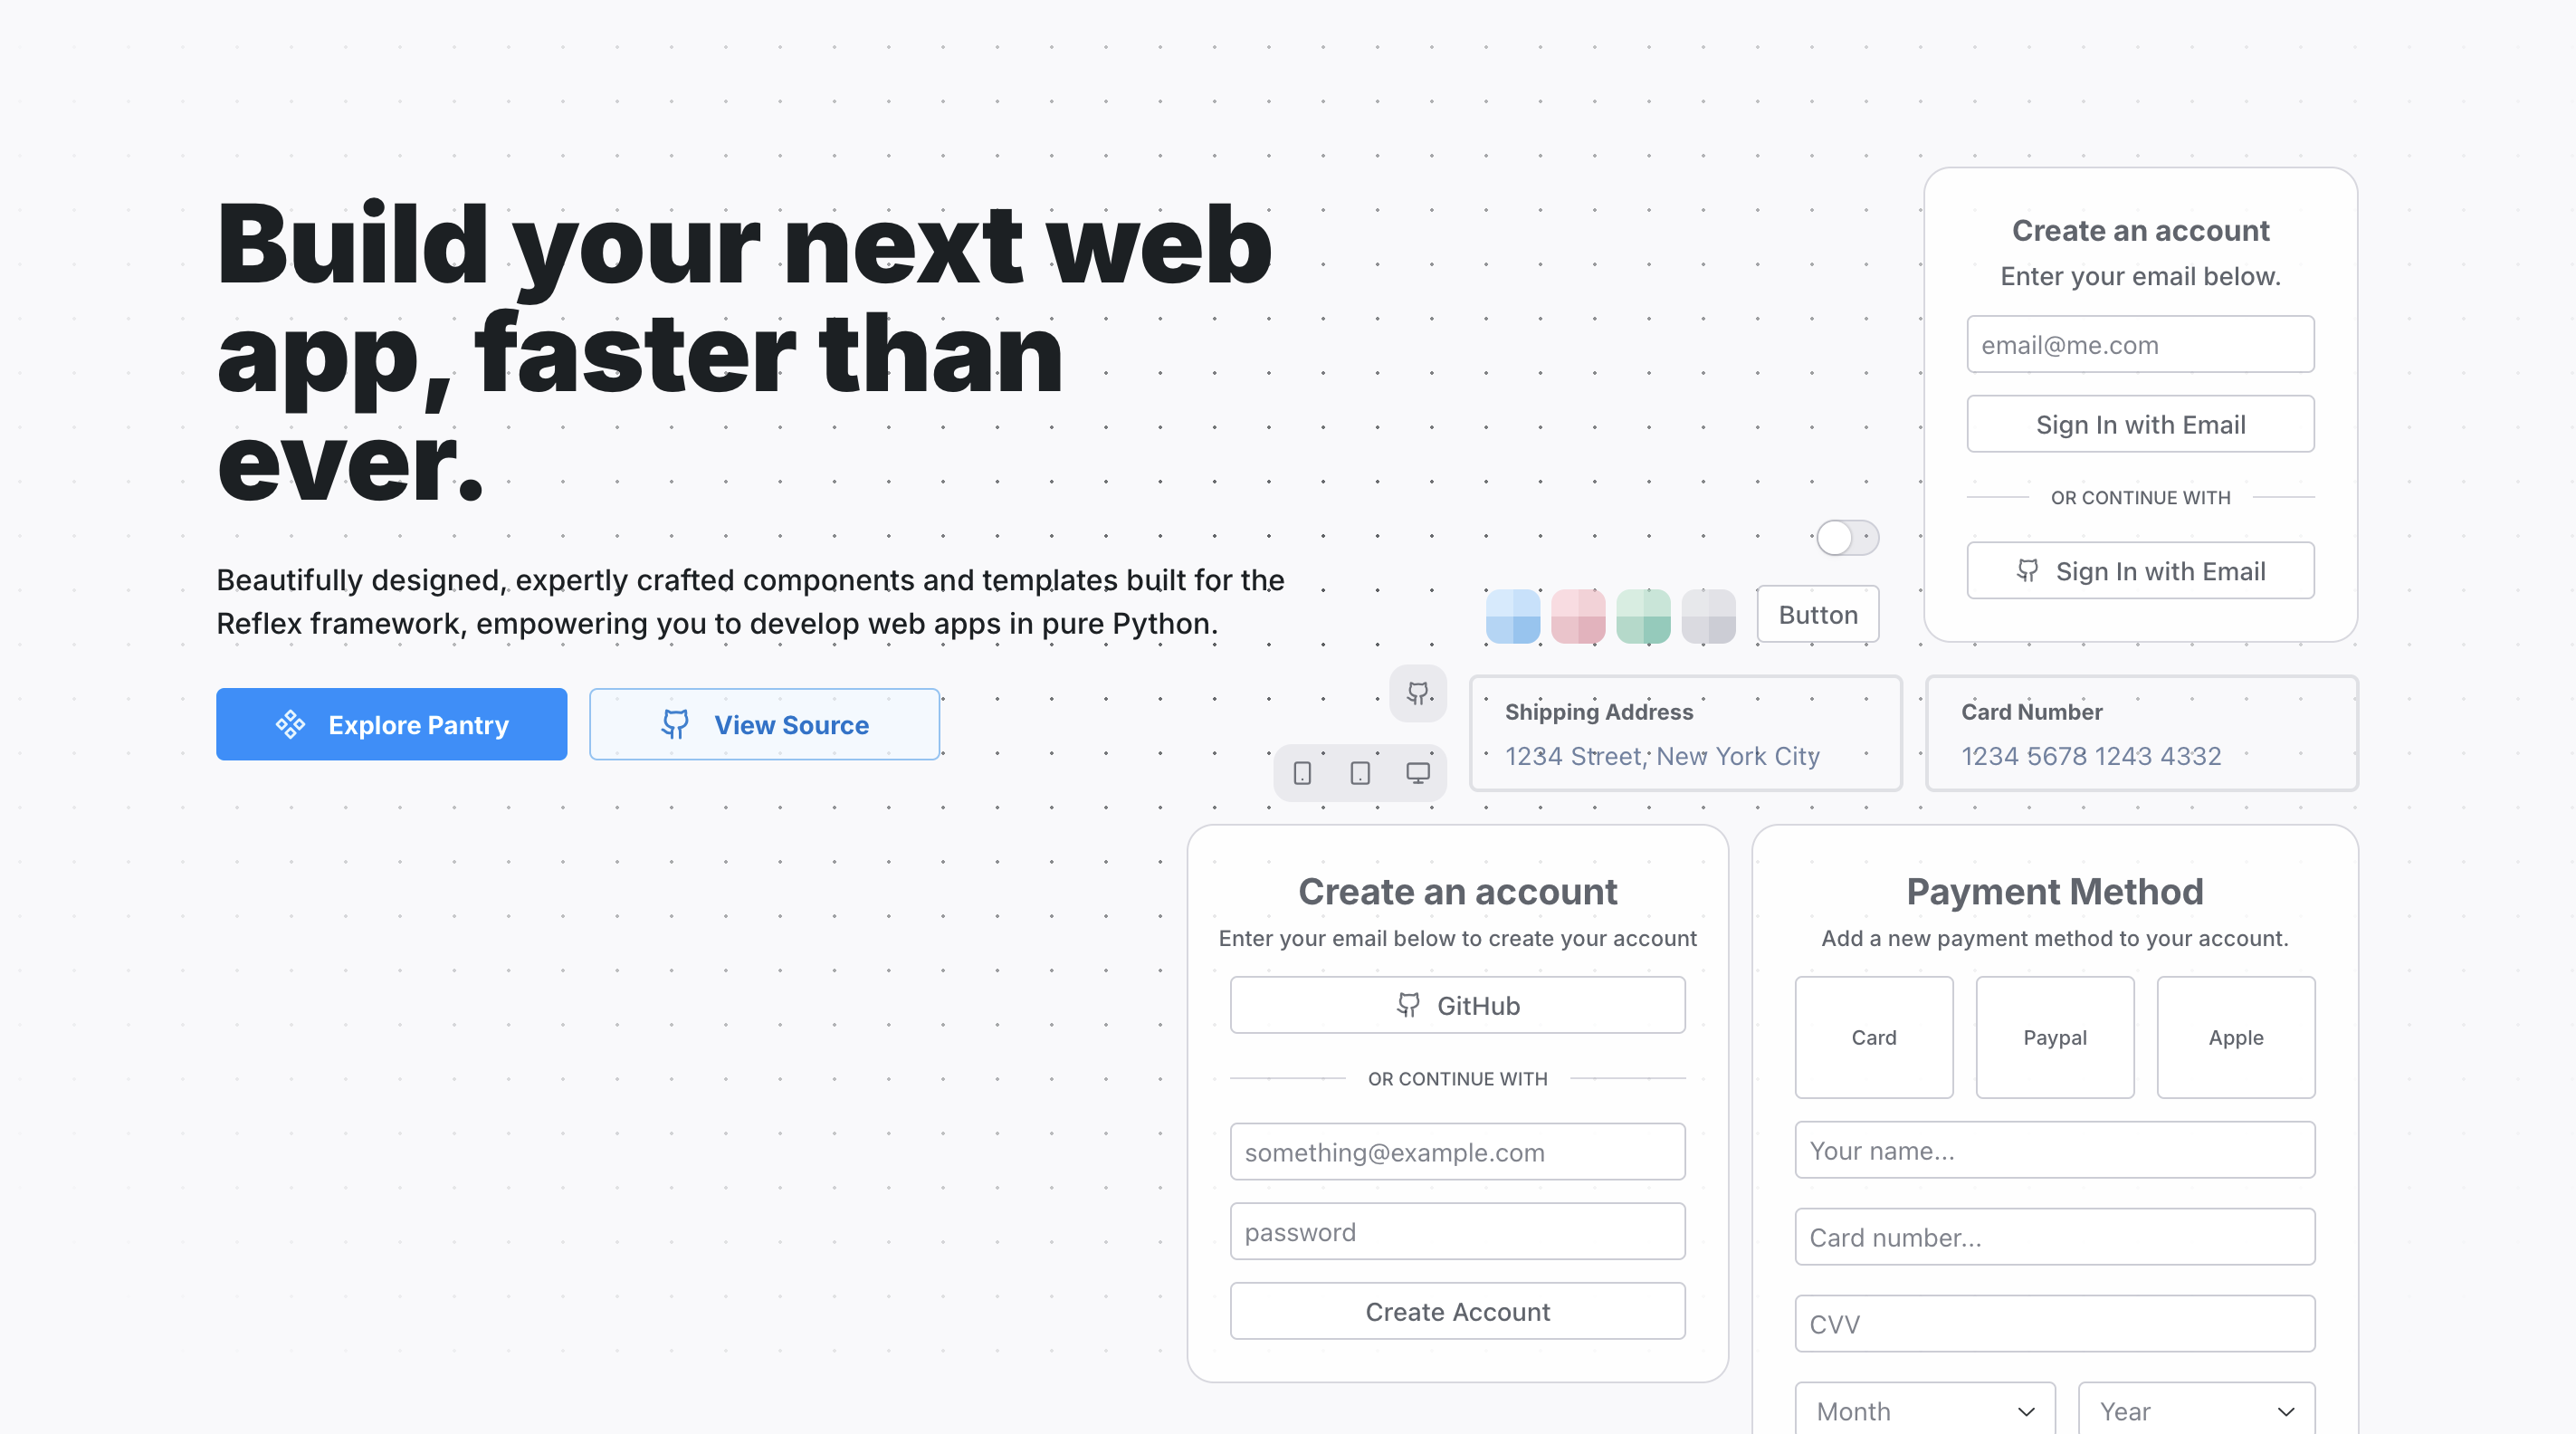 Build your next web
app, faster than
ever.
Beautifully designed, expertly crafted components and templates built for the
Reflex framework, empowering you to develop web apps in pure Python.
Explore Pantry
View Source
Create an account
Enter your email below.
email@me.com
Sign In with Email
OR CONTINUE WITH
Sign In with Email
Button
Shipping Address
1234 Street, New York City
Card Number
1234 5678 1243 4332
Create an account
Enter your email below to create your account
GitHub
OR CONTINUE WITH
something@example.com
password
Create Account
Payment Method
Add a new payment method to your account.
Card
Paypal
Apple
Your name...
Card number...
CVV
Month
Year